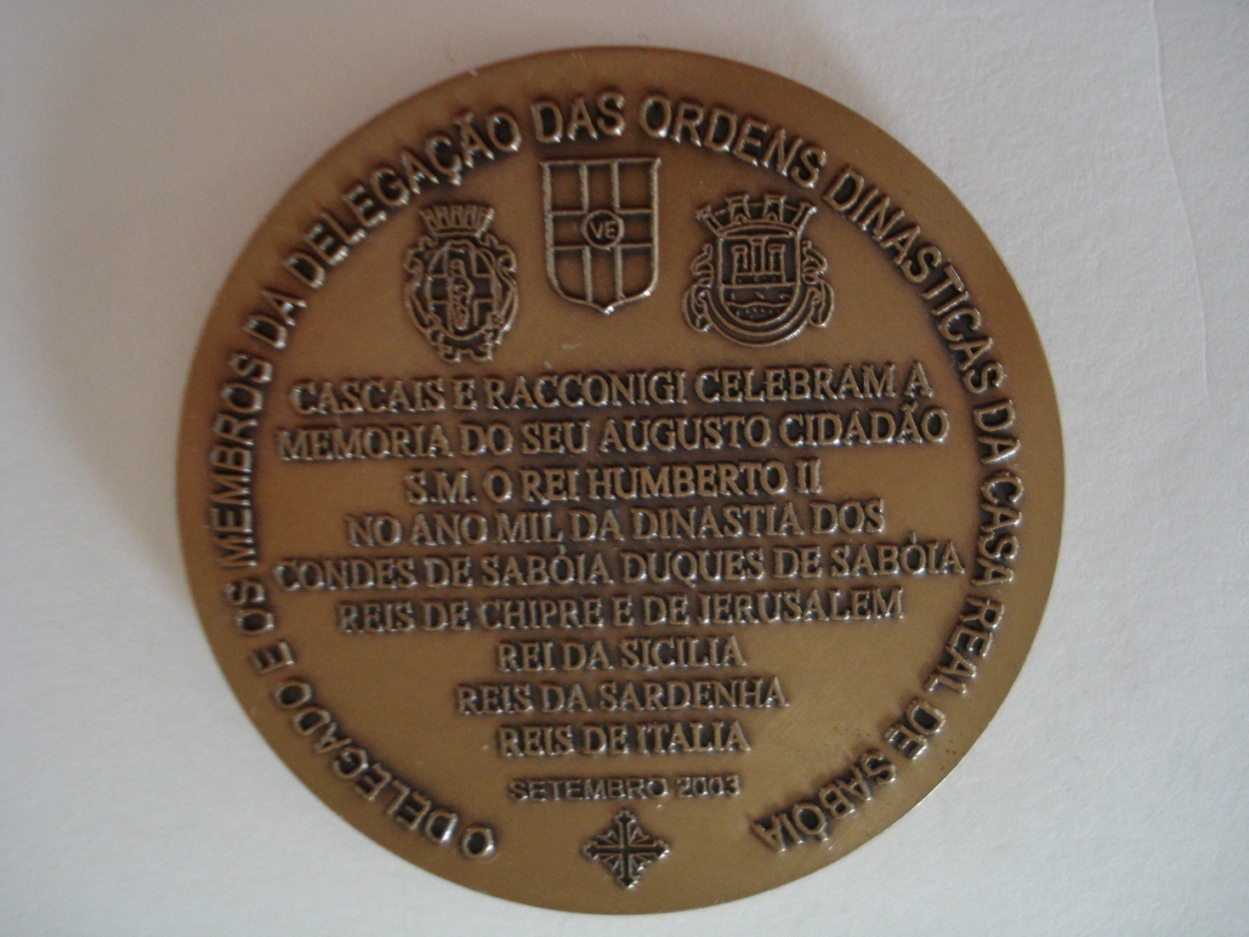 O DELEGADO E OS MEMBROS DA DELEGAÇÃO DAS ORDENS DINASTICAS DA CASA REAL DE SABÓIA
VE
CASCAIS E RACCONIGI CELEBRAM A
MEMORIA DO SEU AUGUSTO CIDADÃO
S.M. O REI HUMBERTO II
NO ANO MIL DA DINASTIA DOS
CONDES DE SABÓIA DUQUES DE SABÓIA
REIS DE CHIPRE E DE JERUSALEM
REI DA SICILIA
REIS DA SARDENHA
REIS DE ITALIA
SETEMBRO 2003